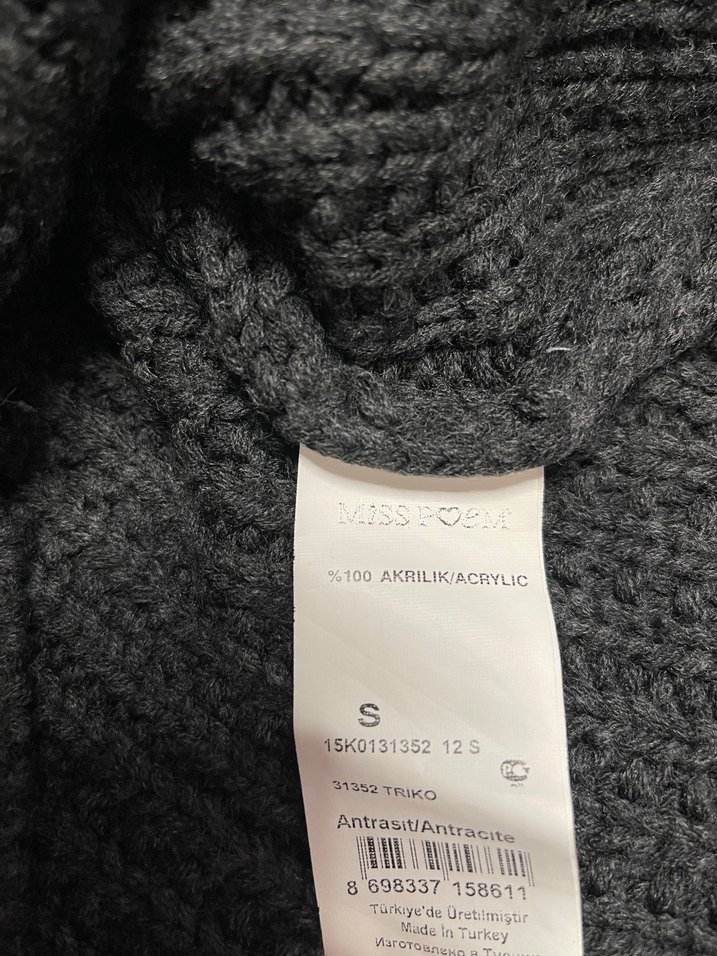 MISS POEM
%100 AKRILIK/ACRYLIC
S
15K0131352 12 S
31352 TRIKO
Antrasit/Antracite
8 698337 158611
Türkiye'de Üretilmiştir
Made In Turkey
Изготовлено в